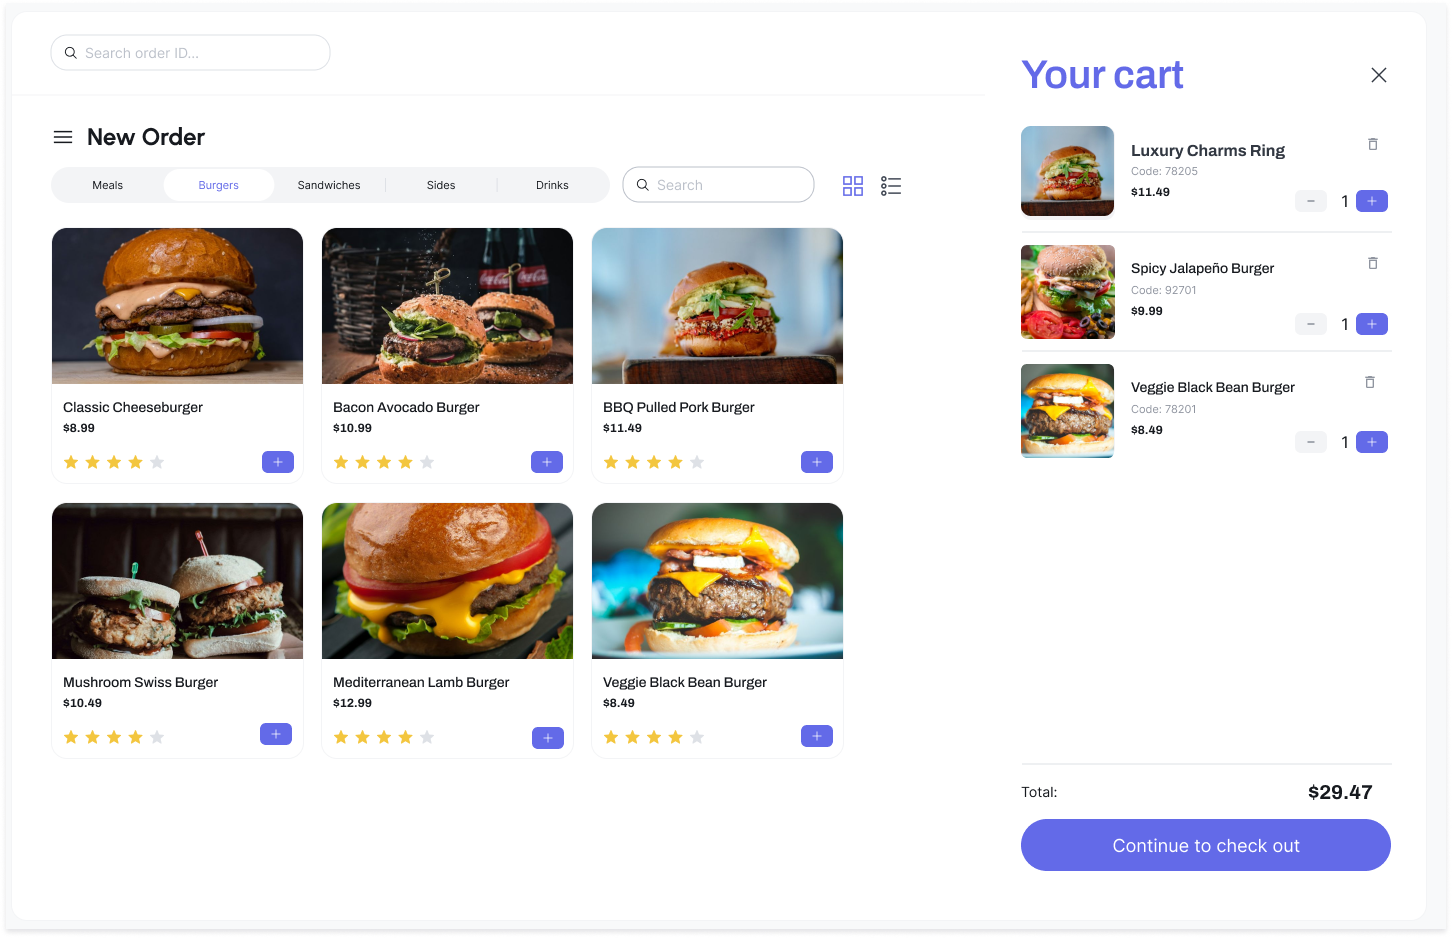 Search order ID...
New Order
Meals
Burgers
Sandwiches
Sides
Drinks
Search
Classic Cheeseburger
$8.99
Bacon Avocado Burger
$10.99
BBQ Pulled Pork Burger
$11.49
Mushroom Swiss Burger
$10.49
Mediterranean Lamb Burger
$12.99
Veggie Black Bean Burger
$8.49
Your cart
Luxury Charms Ring
Code: 78205
$11.49
1
Spicy Jalapeño Burger
Code: 92701
$9.99
1
Veggie Black Bean Burger
Code: 78201
$8.49
1
Total:
$29.47
Continue to check out